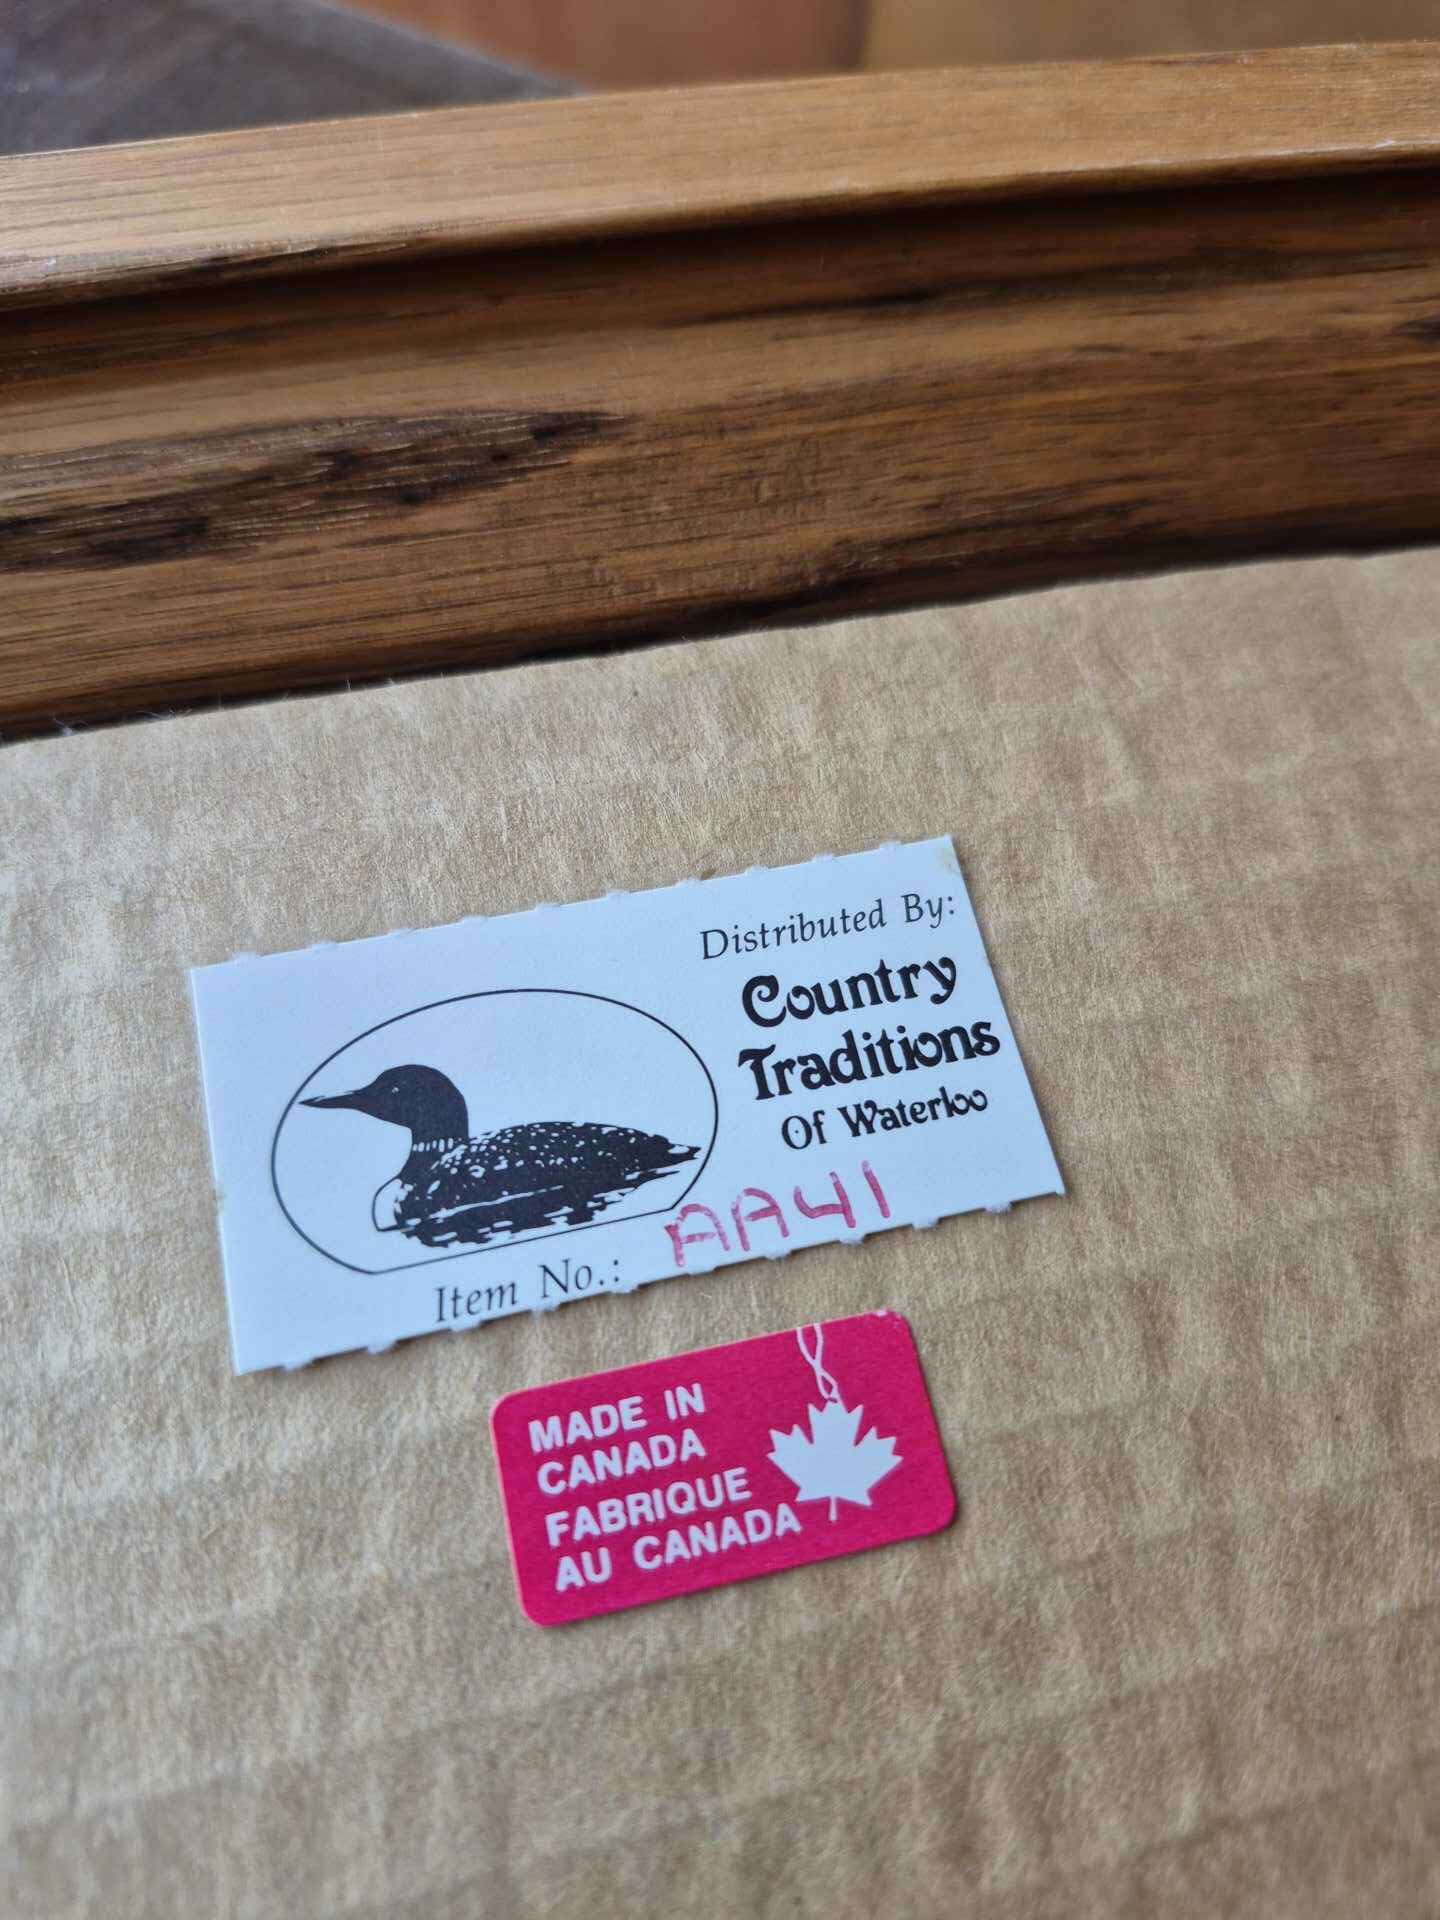 Distributed By:
Country
Traditions
Of Waterloo
Item No.: AA41
MADE IN
CANADA
FABRIQUE
AU CANADA